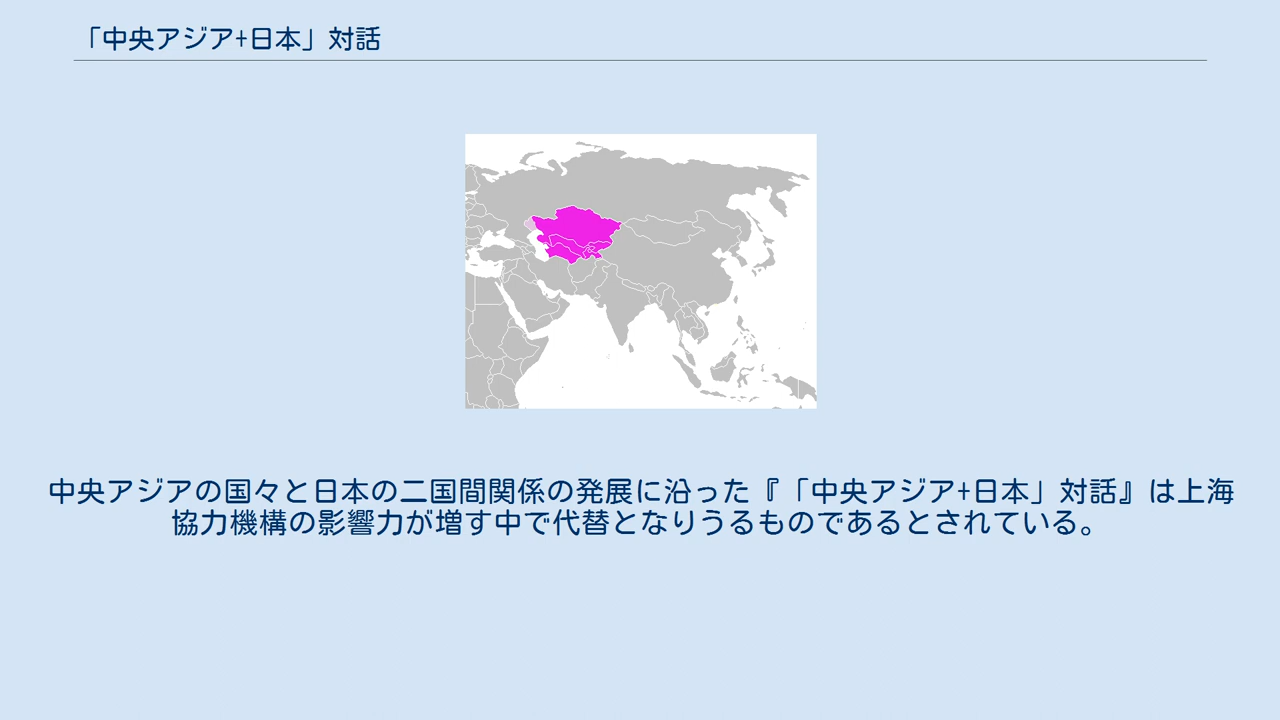 「中央アジア+日本」対話
中央アジアの国々と日本の二国間関係の発展に沿った『「中央アジア+日本」対話』は上海
協力機構の影響力が増す中で代替となりうるものであるとされている。